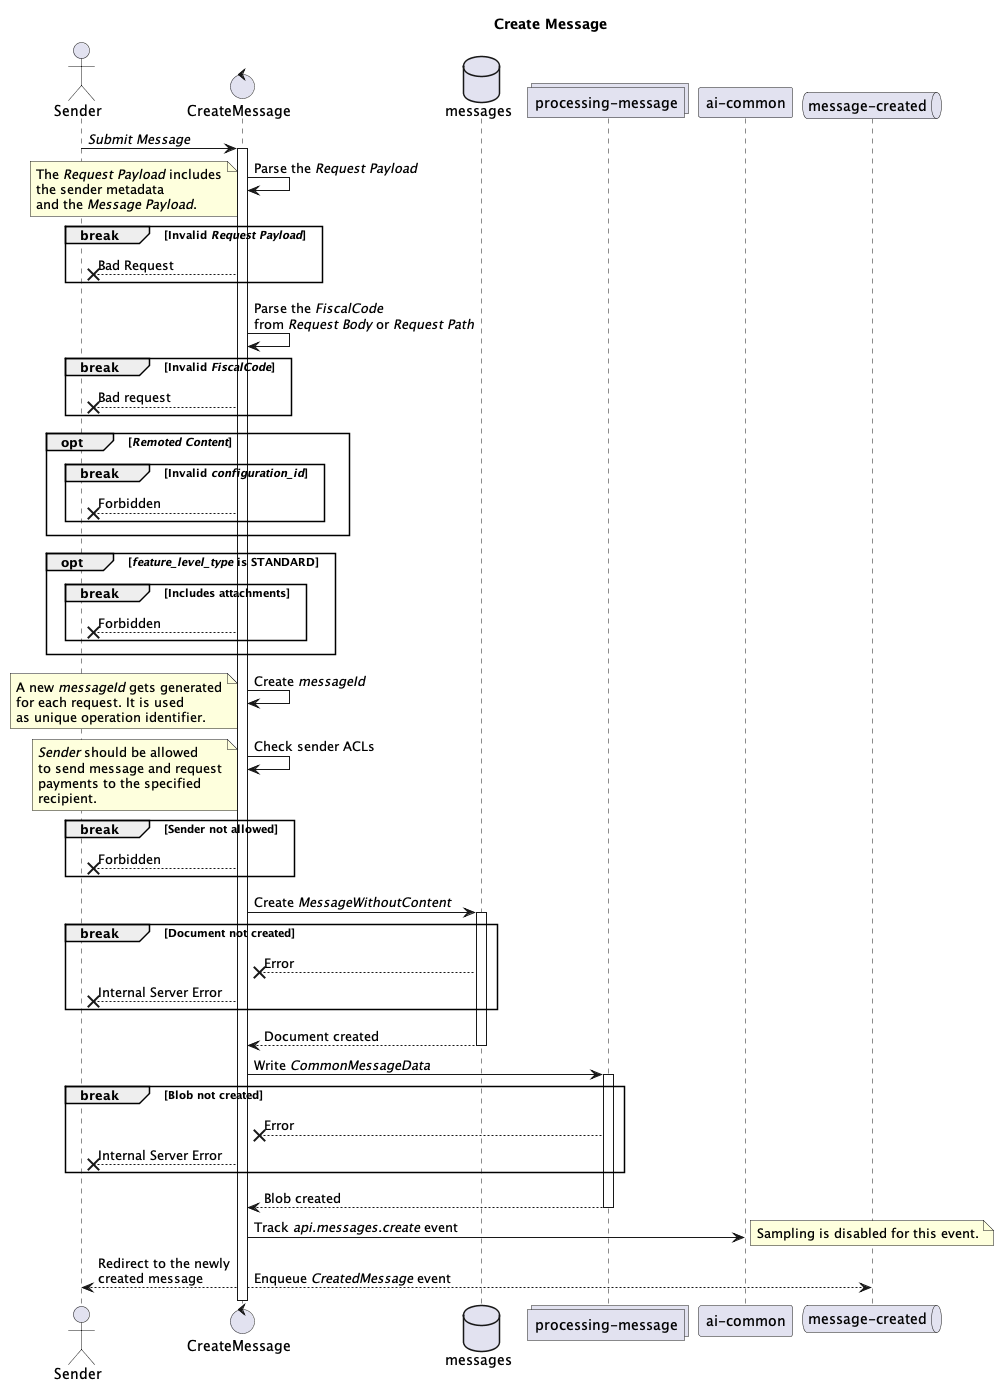 Create Message
Sender
CreateMessage
messages
processing-message
ai-common
message-created
Submit Message
The Request Payload includes
the sender metadata
and the Message Payload.
Parse the Request Payload
break
[Invalid Request Payload]
Bad Request
Parse the FiscalCode
from Request Body or Request Path
break
[Invalid FiscalCode]
Bad request
opt
[Remoted Content]
break
[Invalid configuration_id]
Forbidden
opt
[feature_level_type is STANDARD]
break
[Includes attachments]
Forbidden
A new messageId gets generated
for each request. It is used
as unique operation identifier.
Create messageId
Sender should be allowed
to send message and request
payments to the specified
recipient.
Check sender ACLs
break
[Sender not allowed]
Forbidden
Create MessageWithoutContent
break
[Document not created]
Error
Internal Server Error
Document created
Write CommonMessageData
break
[Blob not created]
Error
Internal Server Error
Blob created
Track api.messages.create event
Sampling is disabled for this event.
Redirect to the newly
created message
Enqueue CreatedMessage event
Sender
CreateMessage
messages
processing-message
ai-common
message-created